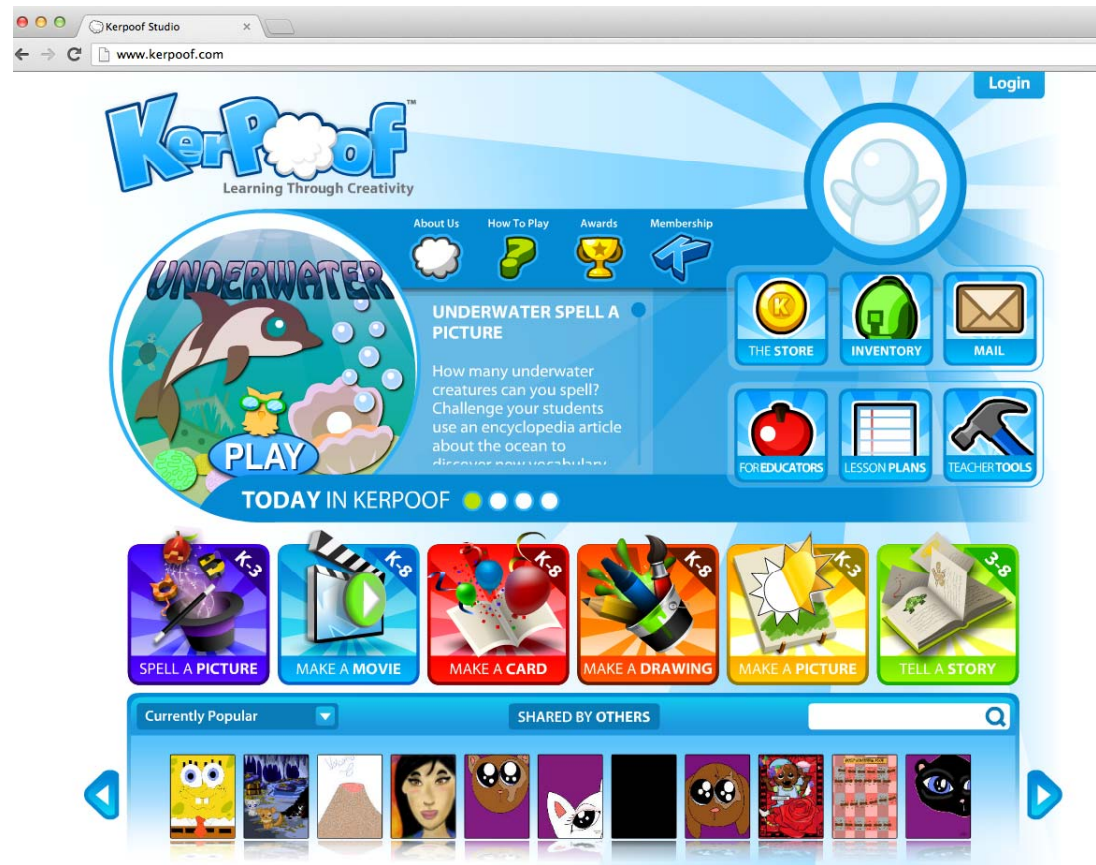 Kerpoof Studio
www.kerpoof.com
Login
KerPoof™
Learning Through Creativity
About Us
How To Play
Awards
Membership
UNDERWATER
PLAY
UNDERWATER SPELL A
PICTURE
How many underwater
creatures can you spell?
Challenge your students
use an encyclopedia article
about the ocean to
discover new vocabulary
THE STORE
INVENTORY
MAIL
FOR EDUCATORS
LESSON PLANS
TEACHER TOOLS
TODAY IN KERPOOF
K-3
SPELL A PICTURE
K-8
MAKE A MOVIE
K-8
MAKE A CARD
K-8
MAKE A DRAWING
K-3
MAKE A PICTURE
3-8
TELL A STORY
Currently Popular
SHARED BY OTHERS